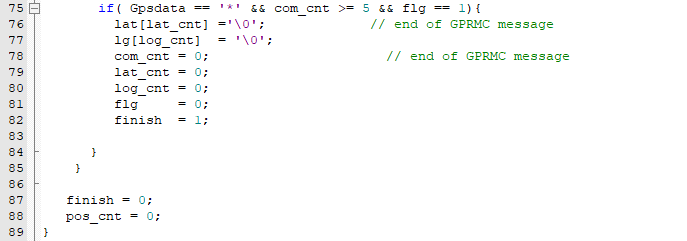 75 if( Gpsdata == '*' && com_cnt >= 5 && flg == 1){
76 lat[lat_cnt] ='\0'; // end of GPRMC message
77 lg[log_cnt] = '\0';
78 com_cnt = 0; // end of GPRMC message
79 lat_cnt = 0;
80 log_cnt = 0;
81 flg = 0;
82 finish = 1;
83
84 }
85 }
86
87 finish = 0;
88 pos_cnt = 0;
89 }